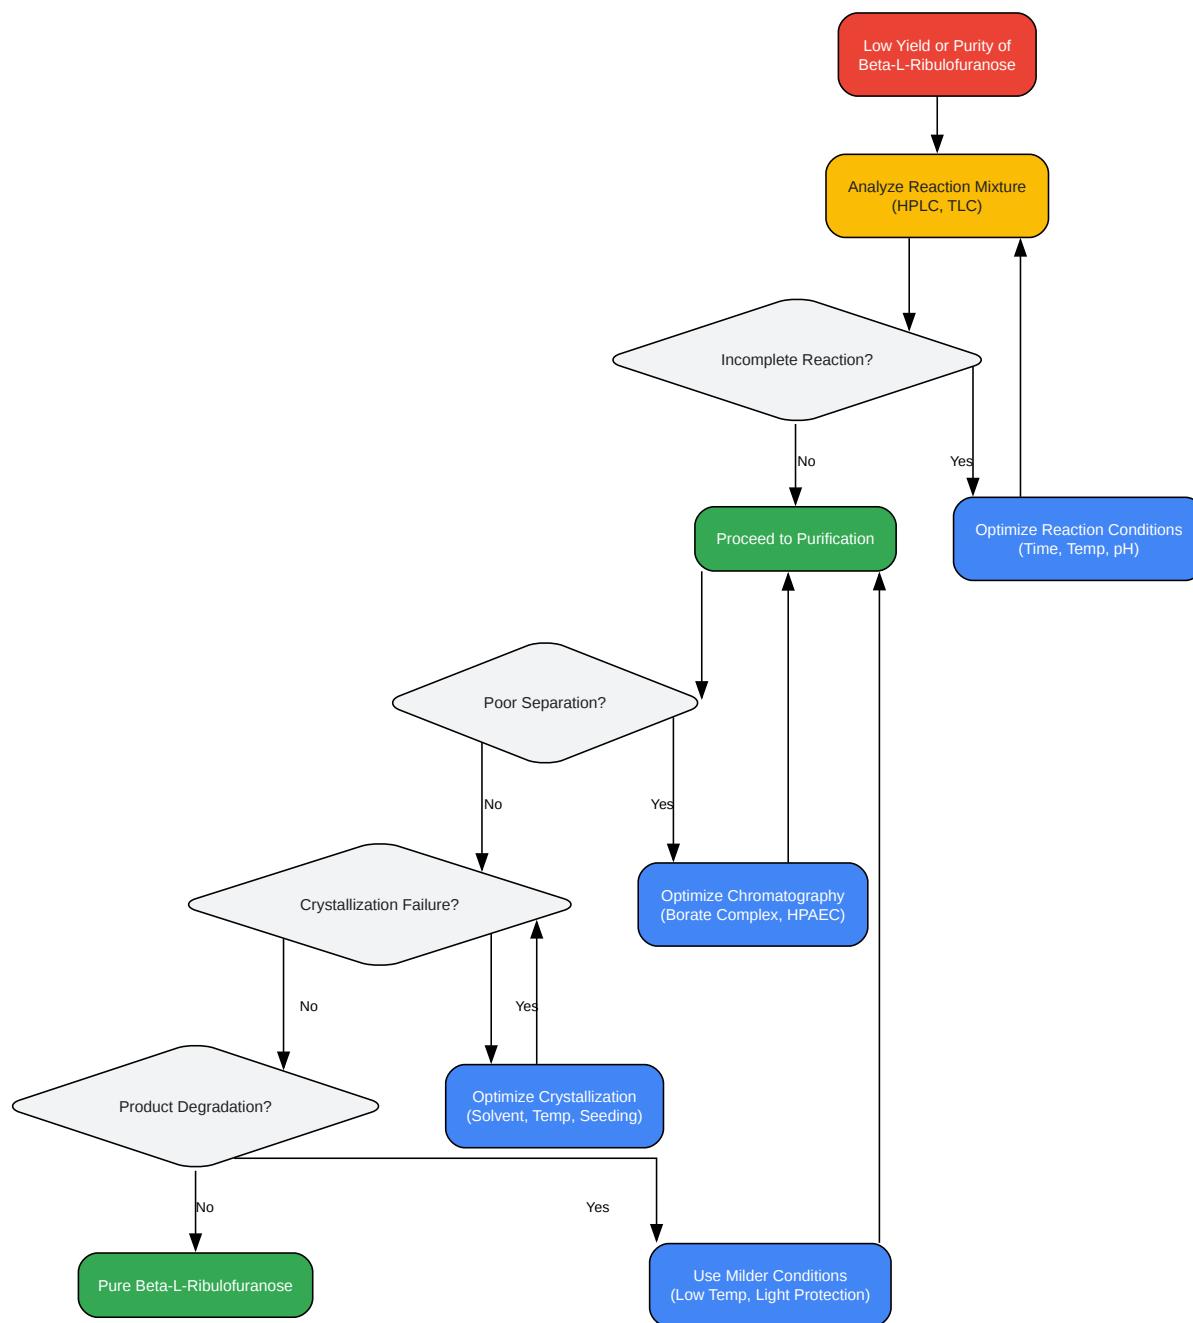 Low Yield or Purity of
Beta-L-Ribulofuranose
Analyze Reaction Mixture
(HPLC, TLC)
Incomplete Reaction?
No
Yes
Optimize Reaction Conditions
(Time, Temp, pH)
Proceed to Purification
Poor Separation?
No
Yes
Optimize Chromatography
(Borate Complex, HPAEC)
Crystallization Failure?
No
Yes
Optimize Crystallization
(Solvent, Temp, Seeding)
Product Degradation?
No
Yes
Pure Beta-L-Ribulofuranose
Use Milder Conditions
(Low Temp, Light Protection)